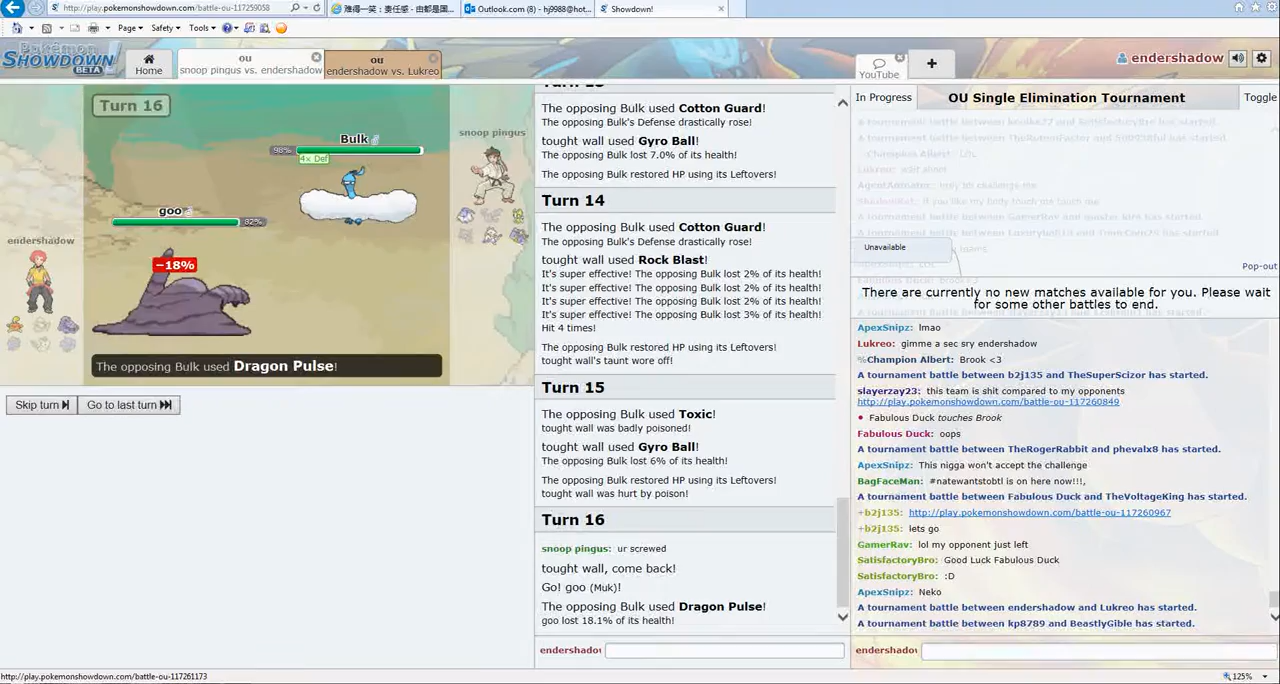 http://play.pokemonshowdown.com/battle-ou-117259058
Outlook.com (8) - hj9988@hot...
Showdown!
Page
Safety
Tools
Pokémon
SHOWDOWN
BETA
Home
ou
snoop pingus vs. endershadow
ou
endershadow vs. Lukreo
YouTube
endershadow
Turn 16
Bulk
98%
4x Def
goo
82%
−18%
snoop pingus
endershadow
The opposing Bulk used Dragon Pulse!
Skip turn
Go to last turn
The opposing Bulk used Cotton Guard!
The opposing Bulk's Defense drastically rose!
tought wall used Gyro Ball!
The opposing Bulk lost 7.0% of its health!
The opposing Bulk restored HP using its Leftovers!
Turn 14
The opposing Bulk used Cotton Guard!
The opposing Bulk's Defense drastically rose!
tought wall used Rock Blast!
It's super effective! The opposing Bulk lost 2% of its health!
It's super effective! The opposing Bulk lost 2% of its health!
It's super effective! The opposing Bulk lost 2% of its health!
It's super effective! The opposing Bulk lost 3% of its health!
Hit 4 times!
The opposing Bulk restored HP using its Leftovers!
tought wall's taunt wore off!
Turn 15
The opposing Bulk used Toxic!
tought wall was badly poisoned!
tought wall used Gyro Ball!
The opposing Bulk lost 6% of its health!
The opposing Bulk restored HP using its Leftovers!
tought wall was hurt by poison!
Turn 16
snoop pingus: ur screwed
tought wall, come back!
Go! goo (Muk)!
The opposing Bulk used Dragon Pulse!
goo lost 18.1% of its health!
In Progress
OU Single Elimination Tournament
Toggle
Unavailable
Pop-out
There are currently no new matches available for you. Please wait
for some other battles to end.
ApexSnipz: lmao
Lukreo: gimme a sec sry endershadow
%Champion Albert: Brook <3
A tournament battle between b2j135 and TheSuperScizor has started.
slayerzay23: this team is shit compared to my opponents
http://play.pokemonshowdown.com/battle-ou-117260849
• Fabulous Duck touches Brook
Fabulous Duck: oops
A tournament battle between TheRogerRabbit and phevalx8 has started.
ApexSnipz: This nigga won't accept the challenge
BagFaceMan: #natewantstobtl is on here now!!!,
A tournament battle between Fabulous Duck and TheVoltageKing has started.
+b2j135: http://play.pokemonshowdown.com/battle-ou-117260967
+b2j135: lets go
GamerRav: lol my opponent just left
SatisfactoryBro: Good Luck Fabulous Duck
SatisfactoryBro: :D
ApexSnipz: Neko
A tournament battle between endershadow and Lukreo has started.
A tournament battle between kp8789 and BeastlyGible has started.
endershadov
endershadov
http://play.pokemonshowdown.com/battle-ou-117261173
125%